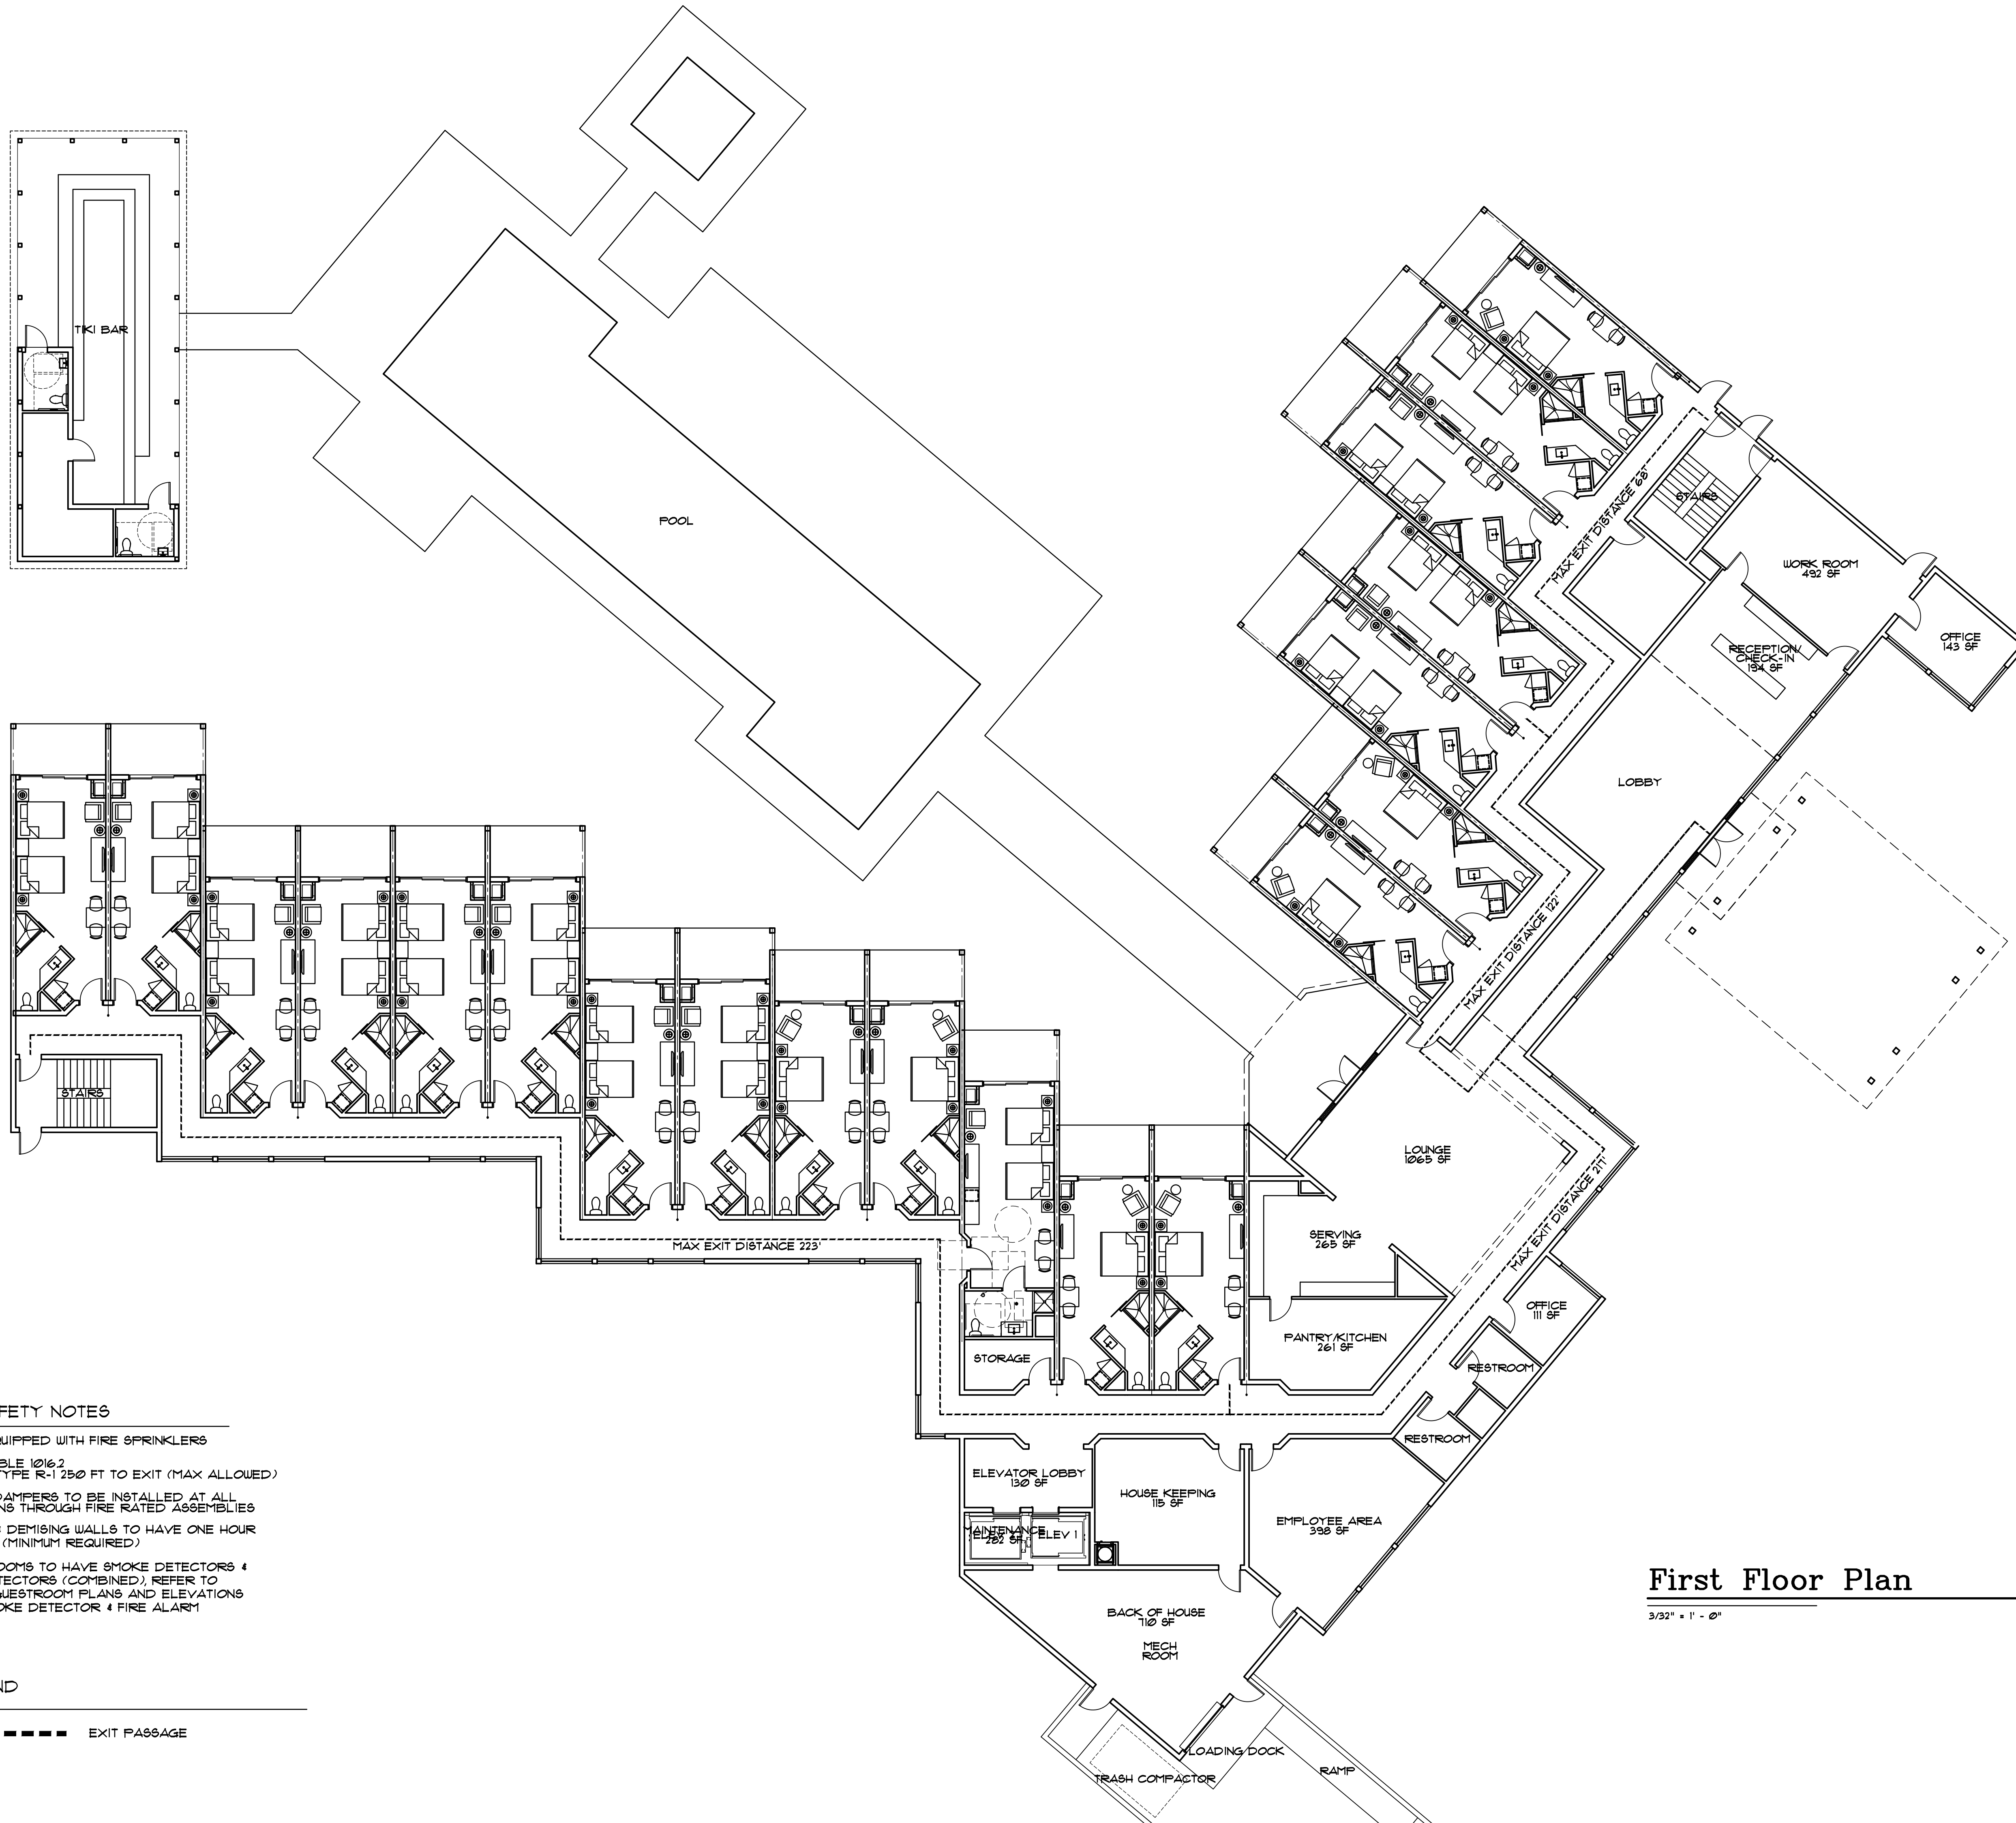 TIKI BAR
POOL
MAX EXIT DISTANCE 68'
STAIRS
WORK ROOM
492 SF
OFFICE
143 SF
RECEPTION/
CHECK-IN
194 SF
LOBBY
MAX EXIT DISTANCE 122'
STAIRS
LOUNGE
1065 SF
MAX EXIT DISTANCE 217'
SERVING
265 SF
MAX EXIT DISTANCE 223'
OFFICE
111 SF
PANTRY/KITCHEN
261 SF
STORAGE
RESTROOM
RESTROOM
ELEVATOR LOBBY
130 SF
HOUSE KEEPING
115 SF
EMPLOYEE AREA
398 SF
MAINTENANCE
282 SF
ELEV 2
ELEV 1
BACK OF HOUSE
710 SF
MECH
ROOM
LOADING DOCK
TRASH COMPACTOR
RAMP
FETY NOTES
QUIPPED WITH FIRE SPRINKLERS
BLE 1016.2
TYPE R-1 250 FT TO EXIT (MAX ALLOWED)
DAMPERS TO BE INSTALLED AT ALL
NS THROUGH FIRE RATED ASSEMBLIES
DEMISING WALLS TO HAVE ONE HOUR
(MINIMUM REQUIRED)
OOMS TO HAVE SMOKE DETECTORS &
TECTORS (COMBINED), REFER TO
GUESTROOM PLANS AND ELEVATIONS
OKE DETECTOR & FIRE ALARM
ND
EXIT PASSAGE
First Floor Plan
3/32" = 1' - 0"